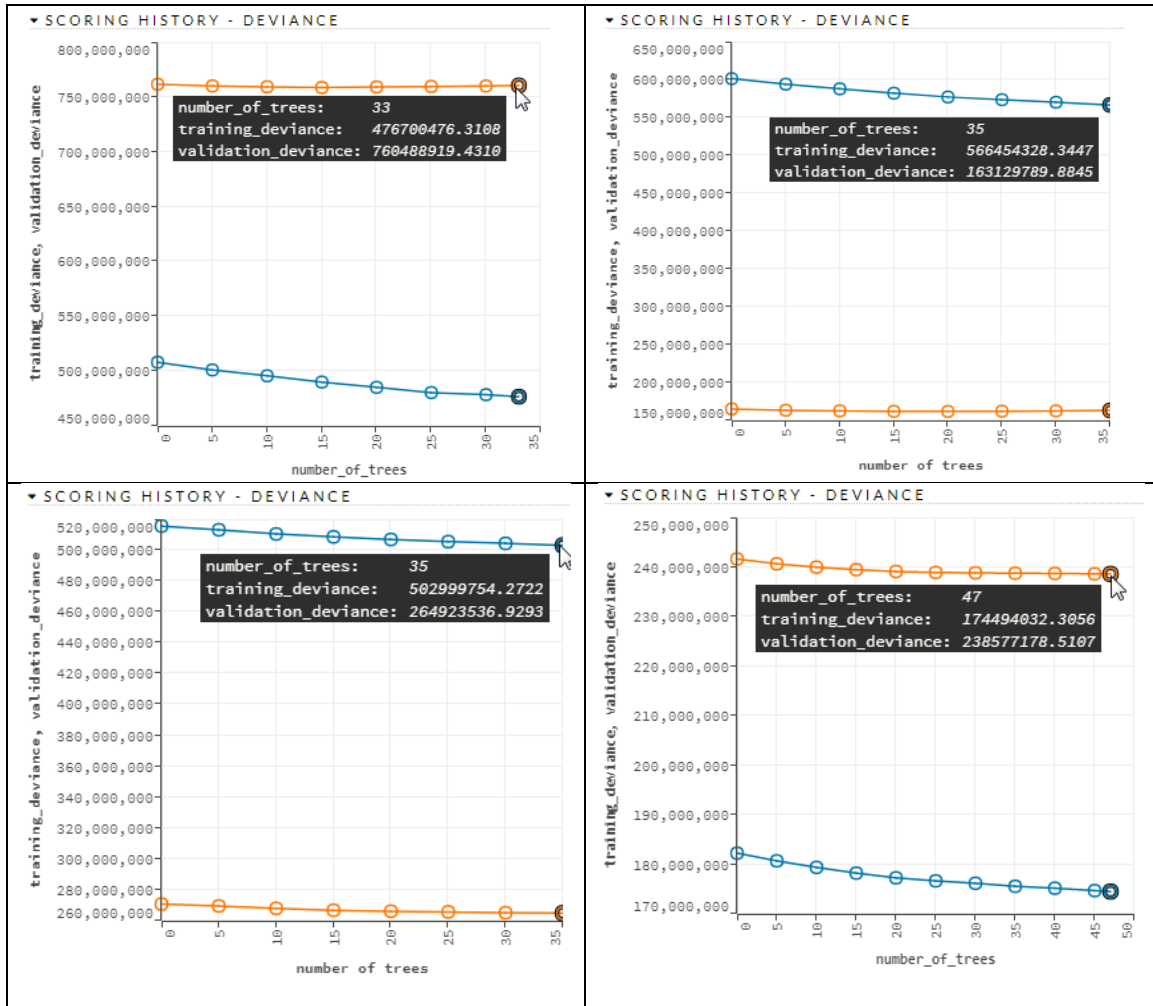 ▾ SCORING HISTORY - DEVIANCE
800,000,000
750,000,000
700,000,000
650,000,000
600,000,000
550,000,000
500,000,000
450,000,000
training_deviance, validation_deviance
number_of_trees: 33
training_deviance: 476700476.3108
validation_deviance: 760488919.4310
0 5 10 15 20 25 30 35
number_of_trees
▾ SCORING HISTORY - DEVIANCE
650,000,000
600,000,000
550,000,000
500,000,000
450,000,000
400,000,000
350,000,000
300,000,000
250,000,000
200,000,000
150,000,000
training_deviance, validation_deviance
number_of_trees: 35
training_deviance: 566454328.3447
validation_deviance: 163129789.8845
0 5 10 15 20 25 30 35
number of trees
▾ SCORING HISTORY - DEVIANCE
520,000,000
500,000,000
480,000,000
460,000,000
440,000,000
420,000,000
400,000,000
380,000,000
360,000,000
340,000,000
320,000,000
300,000,000
280,000,000
260,000,000
training_deviance, validation_deviance
number_of_trees: 35
training_deviance: 502999754.2722
validation_deviance: 264923536.9293
0 5 10 15 20 25 30 35
number of trees
▾ SCORING HISTORY - DEVIANCE
250,000,000
240,000,000
230,000,000
220,000,000
210,000,000
200,000,000
190,000,000
180,000,000
170,000,000
training_deviance, validation_deviance
number_of_trees: 47
training_deviance: 174494032.3056
validation_deviance: 238577178.5107
0 5 10 15 20 25 30 35 40 45 50
number_of_trees